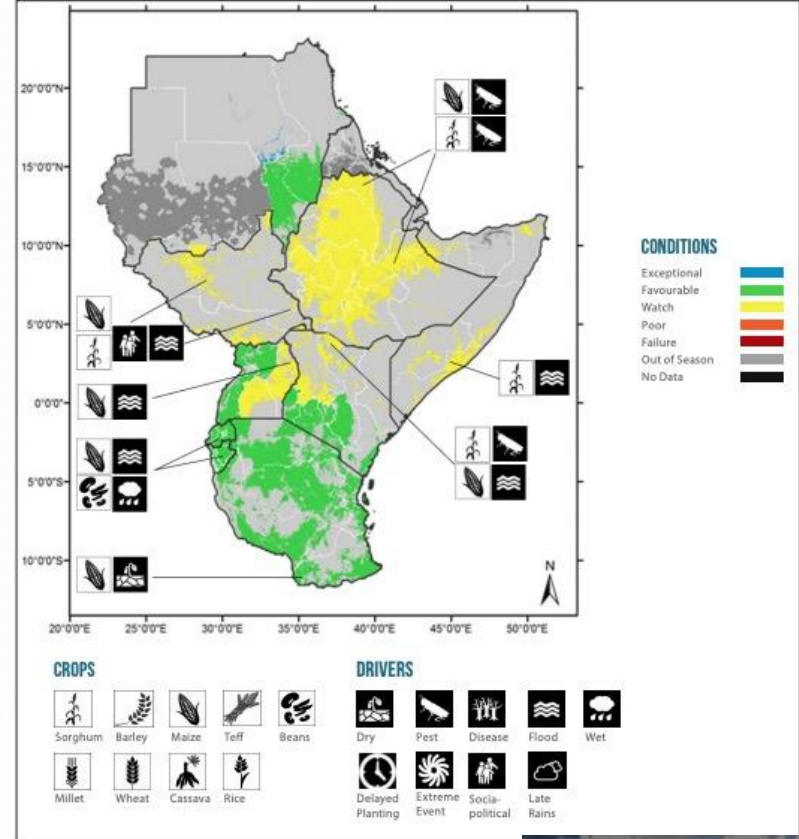 20°0'0"N
15°0'0"N
10°0'0"N
5°0'0"N
0°0'0"
5°0'0"S
10°0'0"S
20°0'0"E 25°0'0"E 30°0'0"E 35°0'0"E 40°0'0"E 45°0'0"E 50°0'0"E
N
CONDITIONS
Exceptional
Favourable
Watch
Poor
Failure
Out of Season
No Data
CROPS
Sorghum Barley Maize Teff Beans
Millet Wheat Cassava Rice
DRIVERS
Dry Pest Disease Flood Wet
Delayed Extreme Socia- Late
Planting Event political Rains